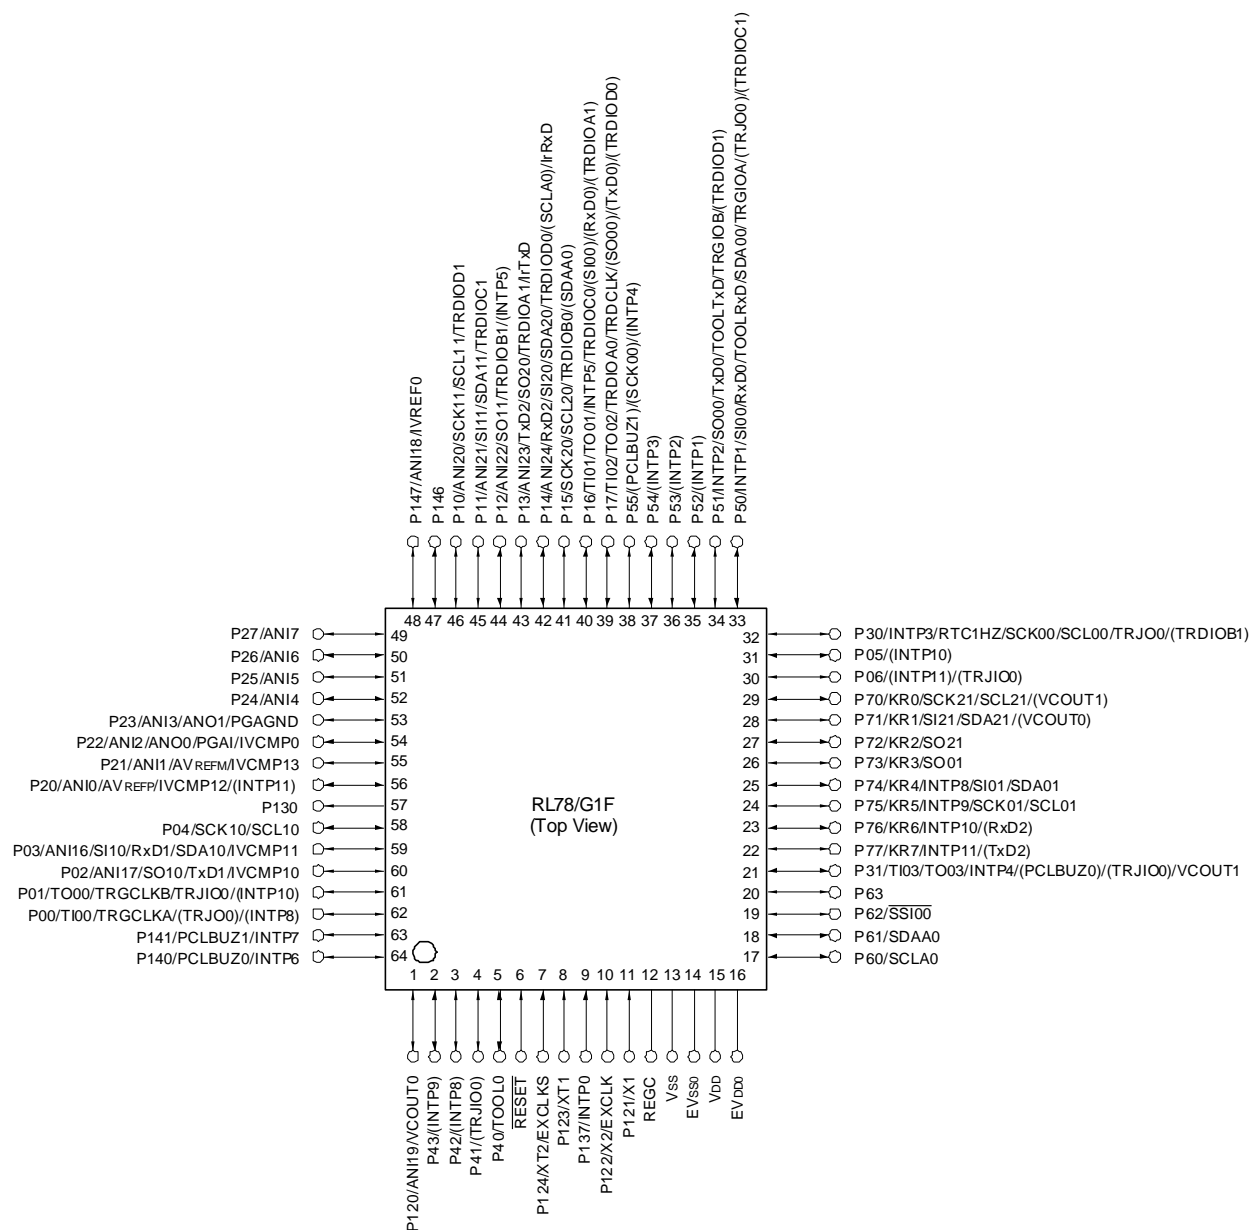 P147/ANI18/IVREF0
P146
P10/ANI20/SCK11/SCL11/TRDIOD1
P11/ANI21/SI11/SDA11/TRDIOC1
P12/ANI22/SO11/TRDIOB1/(INTP5)
P13/ANI23/TxD2/SO20/TRDIOA1/IrTxD
P14/ANI24/RxD2/SI20/SDA20/TRDIOD0/(SCLA0)/IrRxD
P15/SCK20/SCL20/TRDIOB0/(SDAA0)
P16/TI01/TO01/INTP5/TRDIOC0/(SI00)/(RxD0)/(TRDIOA1)
P17/TI02/TO02/TRDIOA0/TRDCLK/(SO00)/(TxD0)/(TRDIOD0)
P55/(PCLBUZ1)/(SCK00)/(INTP4)
P54/(INTP3)
P53/(INTP2)
P52/(INTP1)
P51/INTP2/SO00/TxD0/TOOLTxD/TRGIOB/(TRDIOD1)
P50/INTP1/SI00/RxD0/TOOLRxD/SDA00/TRGIOA/(TRJO0)/(TRDIOC1)
48 47 46 45 44 43 42 41 40 39 38 37 36 35 34 33
P27/ANI7 49
P26/ANI6 50
P25/ANI5 51
P24/ANI4 52
P23/ANI3/ANO1/PGAGND 53
P22/ANI2/ANO0/PGAI/IVCMP0 54
P21/ANI1/AVREFM/IVCMP13 55
P20/ANI0/AVREFP/IVCMP12/(INTP11) 56
P130 57
P04/SCK10/SCL10 58
P03/ANI16/SI10/RxD1/SDA10/IVCMP11 59
P02/ANI17/SO10/TxD1/IVCMP10 60
P01/TO00/TRGCLKB/TRJIO0/(INTP10) 61
P00/TI00/TRGCLKA/(TRJO0)/(INTP8) 62
P141/PCLBUZ1/INTP7 63
P140/PCLBUZ0/INTP6 64
RL78/G1F
(Top View)
32 P30/INTP3/RTC1HZ/SCK00/SCL00/TRJO0/(TRDIOB1)
31 P05/(INTP10)
30 P06/(INTP11)/(TRJIO0)
29 P70/KR0/SCK21/SCL21/(VCOUT1)
28 P71/KR1/SI21/SDA21/(VCOUT0)
27 P72/KR2/SO21
26 P73/KR3/SO01
25 P74/KR4/INTP8/SI01/SDA01
24 P75/KR5/INTP9/SCK01/SCL01
23 P76/KR6/INTP10/(RxD2)
22 P77/KR7/INTP11/(TxD2)
21 P31/TI03/TO03/INTP4/(PCLBUZ0)/(TRJIO0)/VCOUT1
20 P63
19 P62/SSI00
18 P61/SDAA0
17 P60/SCLA0
1 2 3 4 5 6 7 8 9 10 11 12 13 14 15 16
P120/ANI19/VCOUT0
P43/(INTP9)
P42/(INTP8)
P41/(TRJIO0)
P40/TOOL0
RESET
P124/XT2/EXCLKS
P123/XT1
P137/INTP0
P122/X2/EXCLK
P121/X1
REGC
VSS
EVSS0
VDD
EVDD0